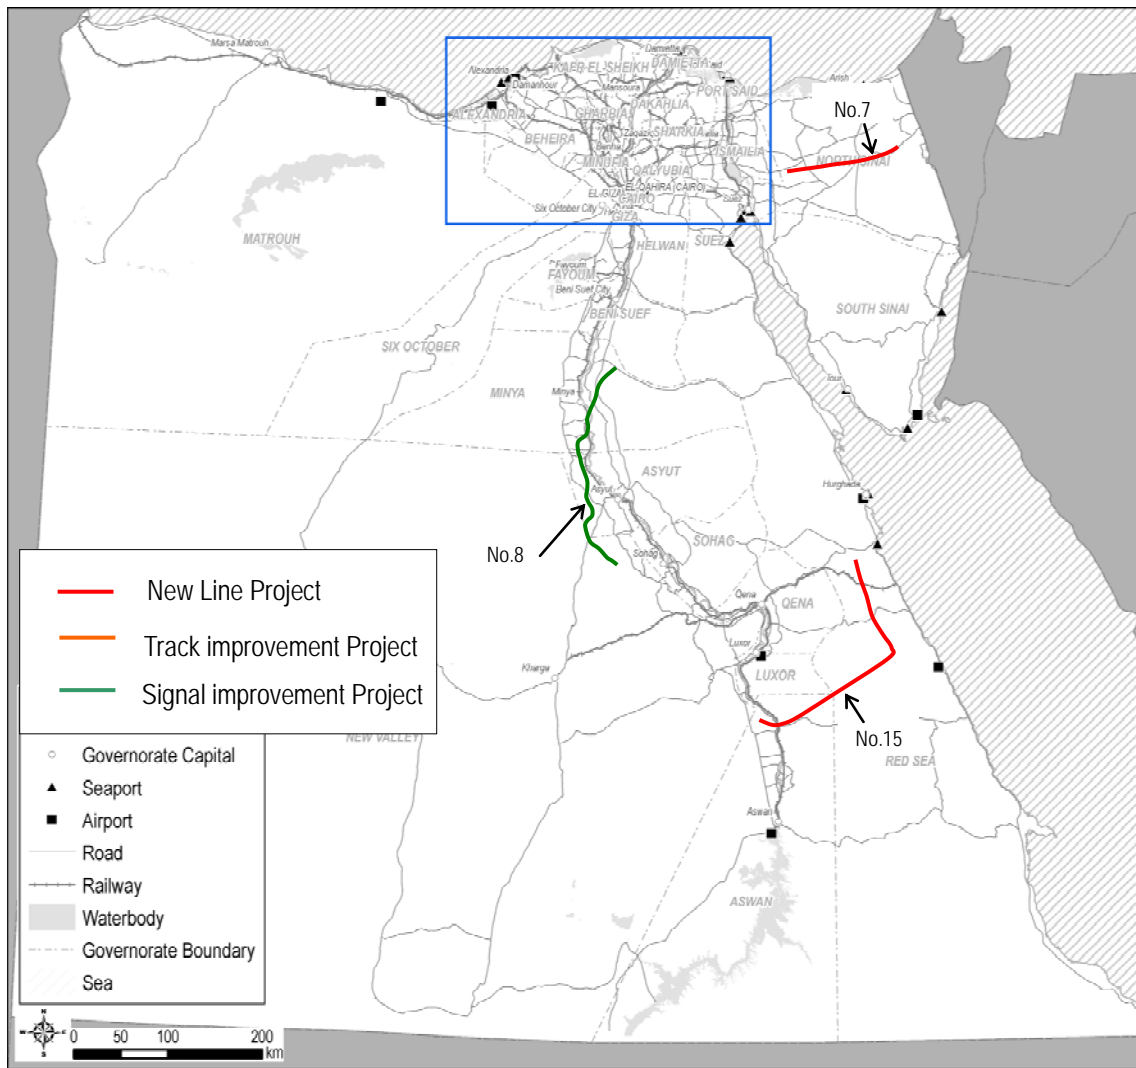 Marsa Matrouh
Alexandria
Damietta
KAFR EL-SHEIKH
DAMIETTA
Damanhour
Mansoura
PORT SAID
Arish
ALEXANDRIA
GHARBIA
DAKAHLIA
No.7
BEHEIRA
Zagazig
SHARKIA
Benha
ISMAILIA
MINUFIA
QALYUBIA
NORTH SINAI
EL-QAHIRA (CAIRO)
EL-GIZA
CAIRO
Suez
Six October City
GIZA
MATROUH
HELWAN
SUEZ
Fayoum
FAYOUM
Beni Suef City
BENI SUEF
SOUTH SINAI
SIX OCTOBER
Tour
MINYA
Minya
ASYUT
Hurghada
Asyut
No.8
SOHAG
Sohag
New Line Project
Qena
QENA
Track improvement Project
Luxor
Kharga
LUXOR
Signal improvement Project
NEW VALLEY
No.15
RED SEA
Governorate Capital
Seaport
Aswan
Airport
Road
Railway
ASWAN
Waterbody
Governorate Boundary
Sea
N
W E
S
0 50 100 200
km